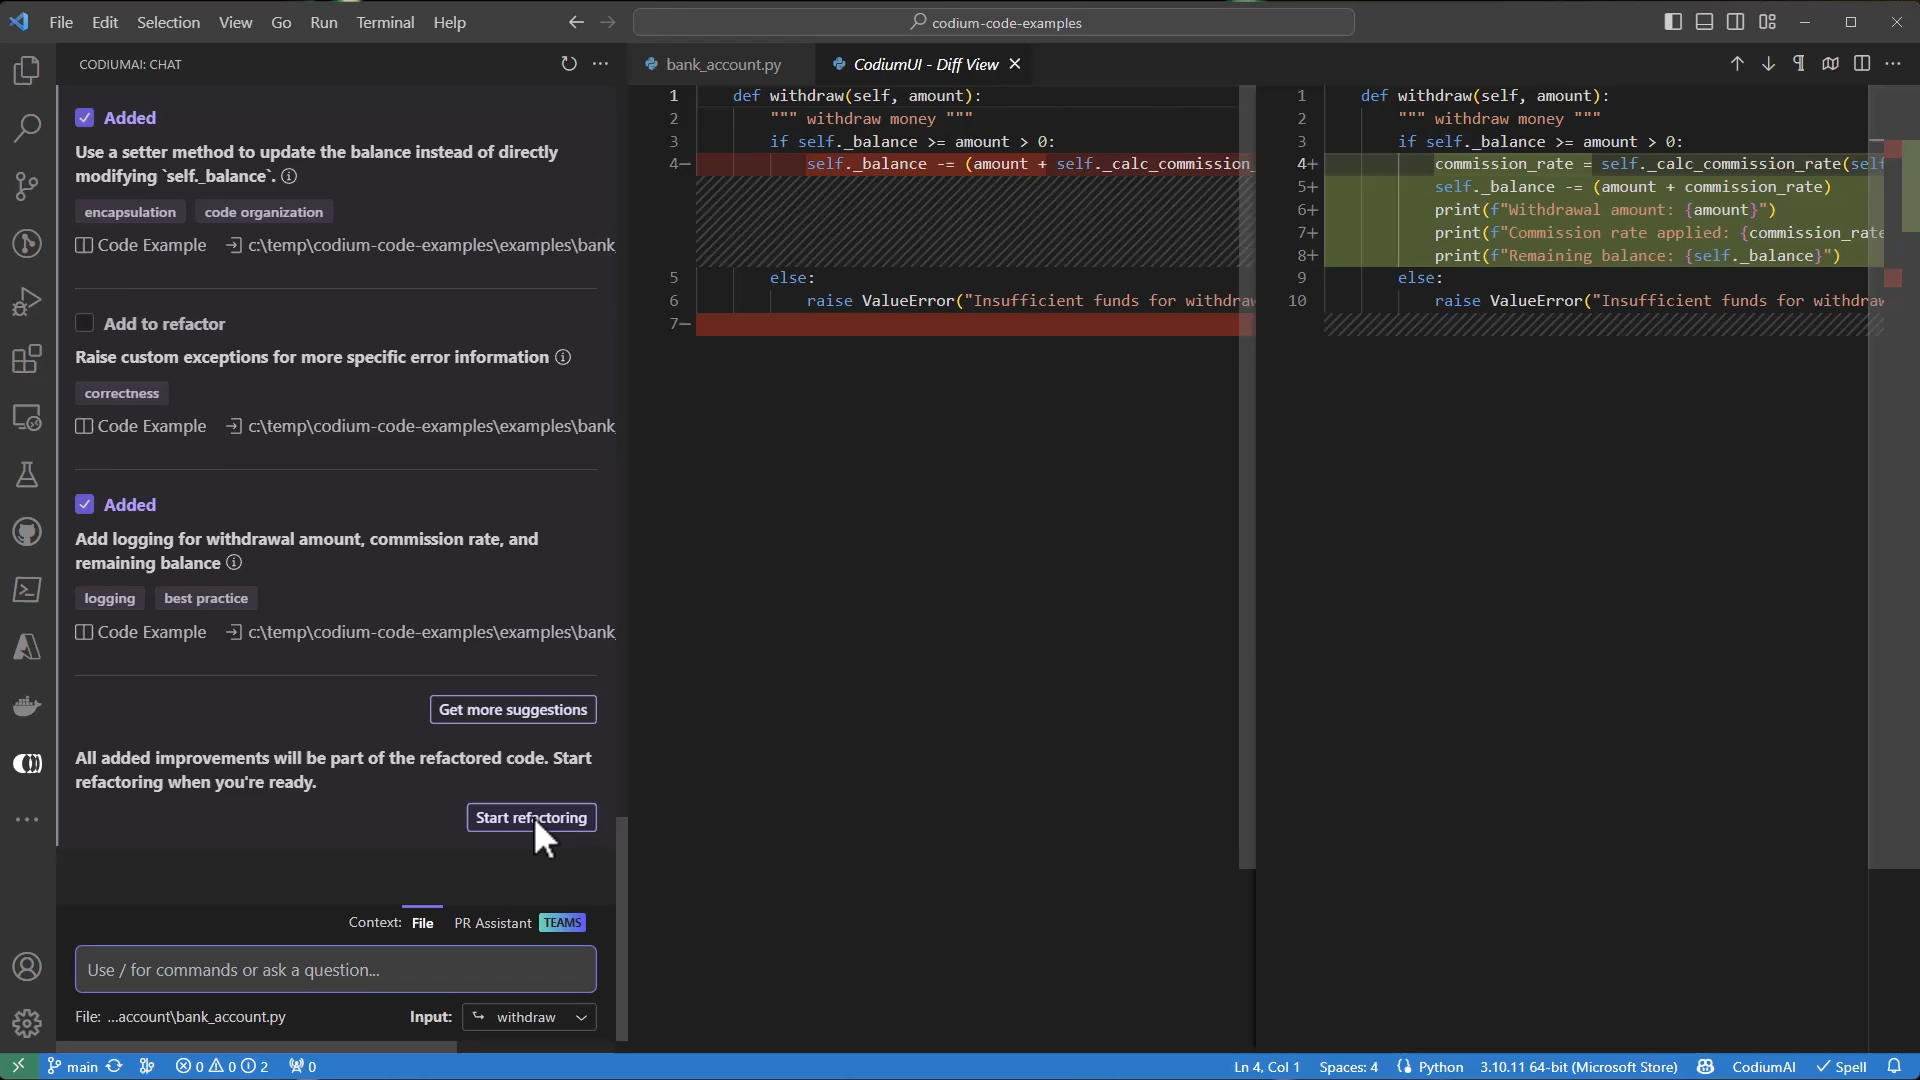 File Edit Selection View Go Run Terminal Help
codium-code-examples
CODIUMAI: CHAT
bank_account.py
CodiumUI - Diff View
Added
Use a setter method to update the balance instead of directly
modifying `self._balance`.
encapsulation code organization
Code Example c:\temp\codium-code-examples\examples\bank
Add to refactor
Raise custom exceptions for more specific error information
correctness
Code Example c:\temp\codium-code-examples\examples\bank
Added
Add logging for withdrawal amount, commission rate, and
remaining balance
logging best practice
Code Example c:\temp\codium-code-examples\examples\bank_
Get more suggestions
All added improvements will be part of the refactored code. Start
refactoring when you're ready.
Start refactoring
Context: File PR Assistant TEAMS
Use / for commands or ask a question...
File: ...account\bank_account.py Input: withdraw
1 def withdraw(self, amount):
2 """ withdraw money """
3 if self._balance >= amount > 0:
4− self._balance -= (amount + self._calc_commission_
5 else:
6 raise ValueError("Insufficient funds for withdraw
7−
1 def withdraw(self, amount):
2 """ withdraw money """
3 if self._balance >= amount > 0:
4+ commission_rate = self._calc_commission_rate(self
5+ self._balance -= (amount + commission_rate)
6+ print(f"Withdrawal amount: {amount}")
7+ print(f"Commission rate applied: {commission_rate
8+ print(f"Remaining balance: {self._balance}")
9 else:
10 raise ValueError("Insufficient funds for withdraw
main 0 0 2 0
Ln 4, Col 1 Spaces: 4 Python 3.10.11 64-bit (Microsoft Store) CodiumAI Spell